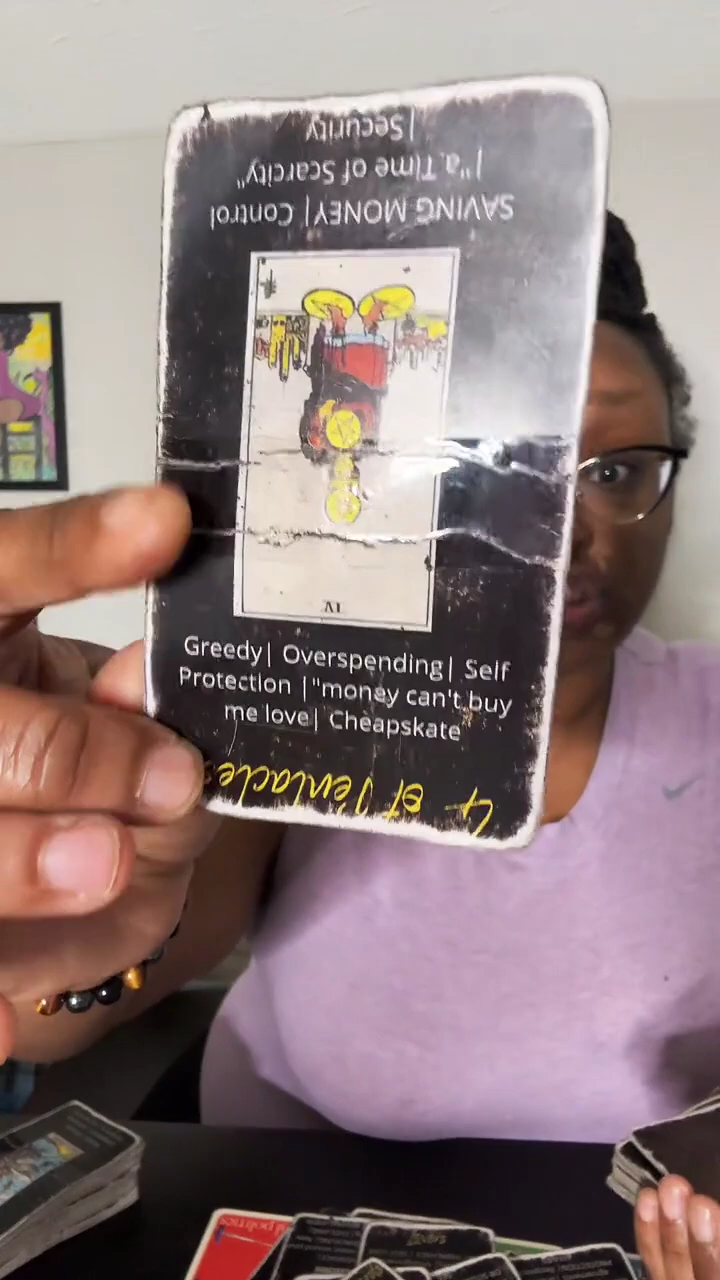 | Security
| "a Time of Scarcity"
SAVING MONEY | Control
IV
Greedy| Overspending| Self
Protection |"money can't buy
me love| Cheapskate
4 of Pentacles